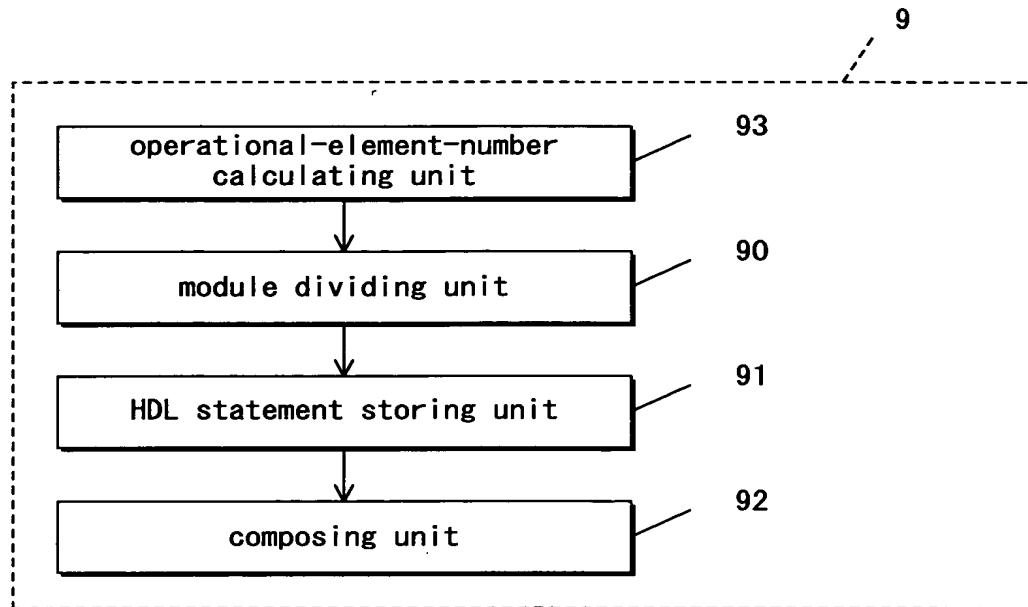 9
operational-element-number
calculating unit
93
module dividing unit
90
HDL statement storing unit
91
composing unit
92